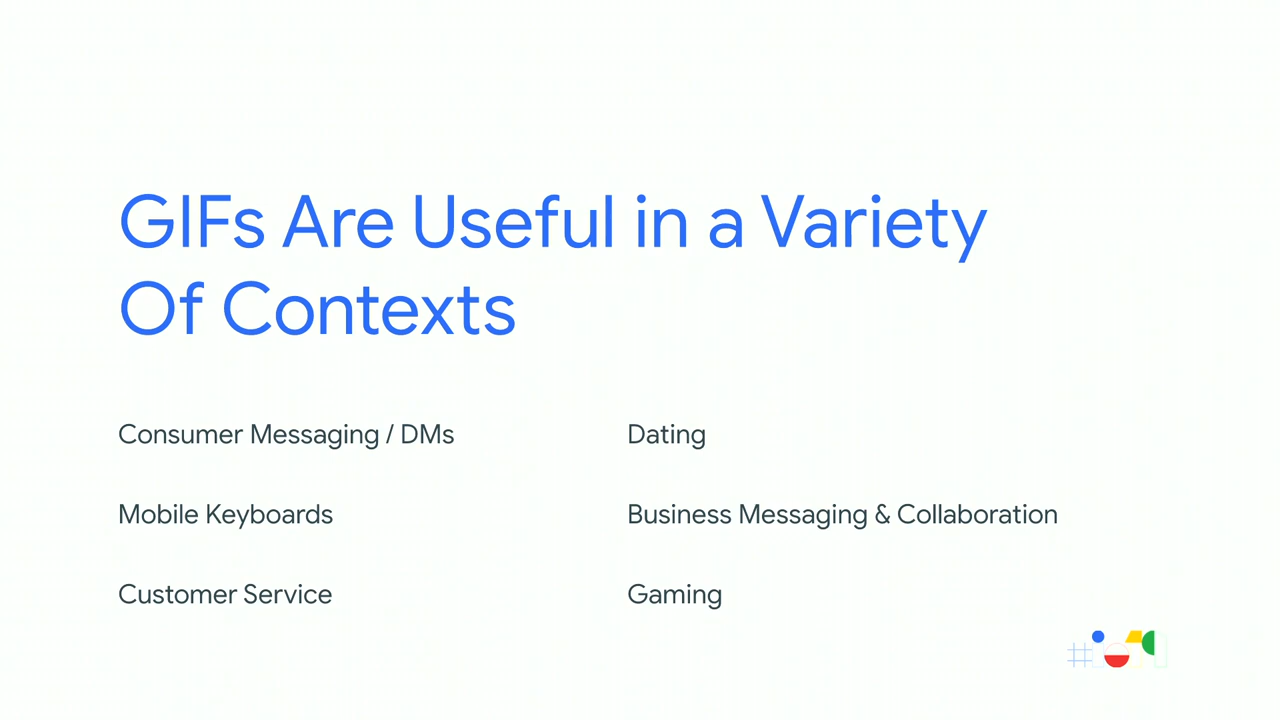 GIFs Are Useful in a Variety
Of Contexts
Consumer Messaging / DMs
Dating
Mobile Keyboards
Business Messaging & Collaboration
Customer Service
Gaming